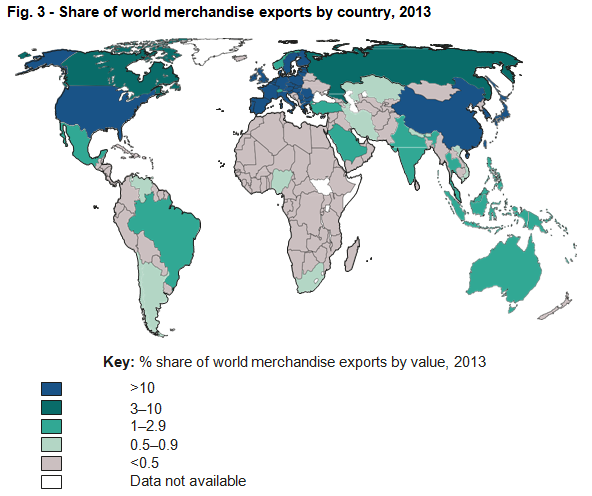 Fig. 3 - Share of world merchandise exports by country, 2013
Key: % share of world merchandise exports by value, 2013
>10
3–10
1–2.9
0.5–0.9
<0.5
Data not available